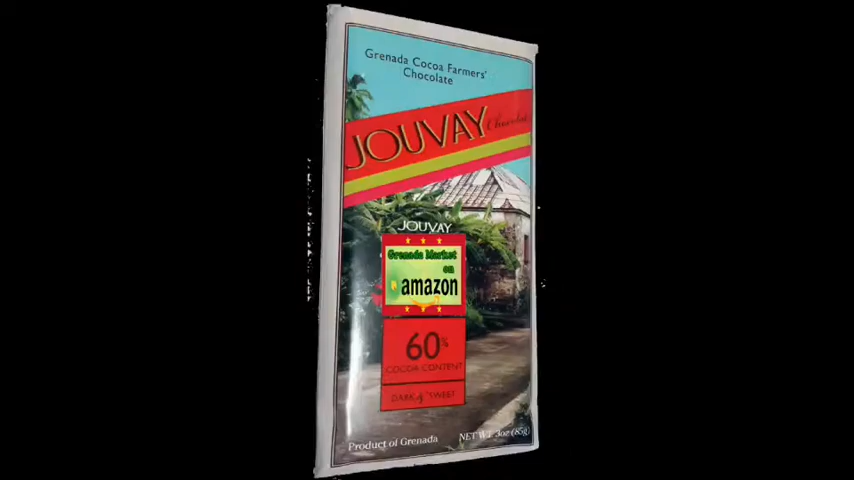 Grenada Cocoa Farmers'
Chocolate
JOUVAY Chocolate
JOUVAY
Grenada Market
on
amazon
60%
COCOA CONTENT
DARK & SWEET
Product of Grenada
NET WT. 3oz (85g)